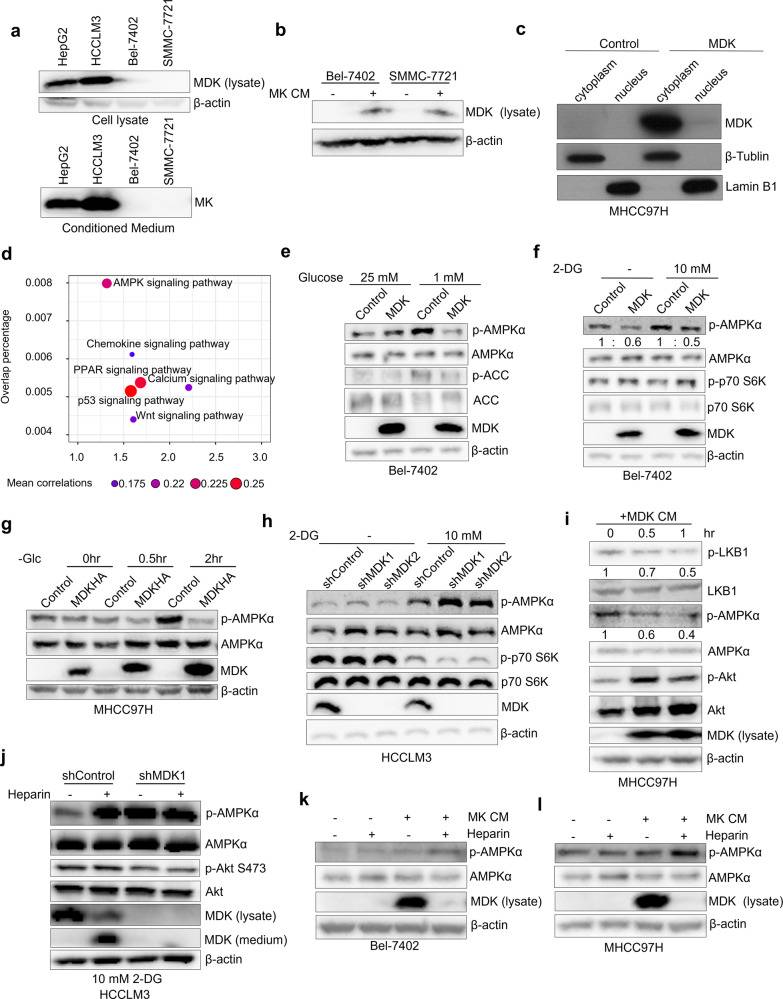 a
HepG2
HCCLM3
Bel-7402
SMMC-7721
MDK (lysate)
β-actin
Cell lysate
HepG2
HCCLM3
Bel-7402
SMMC-7721
MK
Conditioned Medium
b
Bel-7402 SMMC-7721
MK CM - + - +
MDK (lysate)
β-actin
c
Control MDK
cytoplasm nucleus cytoplasm nucleus
MDK
β-Tublin
Lamin B1
MHCC97H
d
Overlap percentage
0.008
0.006
0.005
0.004
AMPK signaling pathway
Chemokine signaling pathway
PPAR signaling pathway
Calcium signaling pathway
p53 signaling pathway
Wnt signaling pathway
1.0 1.5 2.0 2.5 3.0
Mean correlations 0.175 0.22 0.225 0.25
e
Glucose 25 mM 1 mM
Control MDK Control MDK
p-AMPKα
AMPKα
p-ACC
ACC
MDK
β-actin
Bel-7402
f
2-DG - 10 mM
Control MDK Control MDK
p-AMPKα
1 : 0.6 1 : 0.5
AMPKα
p-p70 S6K
p70 S6K
MDK
β-actin
Bel-7402
g
-Glc 0hr 0.5hr 2hr
Control MDKHA Control MDKHA Control MDKHA
p-AMPKα
AMPKα
MDK
β-actin
MHCC97H
h
2-DG - 10 mM
shControl shMDK1 shMDK2 shControl shMDK1 shMDK2
p-AMPKα
AMPKα
p-p70 S6K
p70 S6K
MDK
β-actin
HCCLM3
i
+MDK CM
0 0.5 1 hr
p-LKB1
1 0.7 0.5
LKB1
p-AMPKα
1 0.6 0.4
AMPKα
p-Akt
Akt
MDK (lysate)
β-actin
MHCC97H
j
shControl shMDK1
Heparin - + - +
p-AMPKα
AMPKα
p-Akt S473
Akt
MDK (lysate)
MDK (medium)
β-actin
10 mM 2-DG
HCCLM3
k
- - + + MK CM
- + - + Heparin
p-AMPKα
AMPKα
MDK (lysate)
β-actin
Bel-7402
l
- - + + MK CM
- + - + Heparin
p-AMPKα
AMPKα
MDK (lysate)
β-actin
MHCC97H